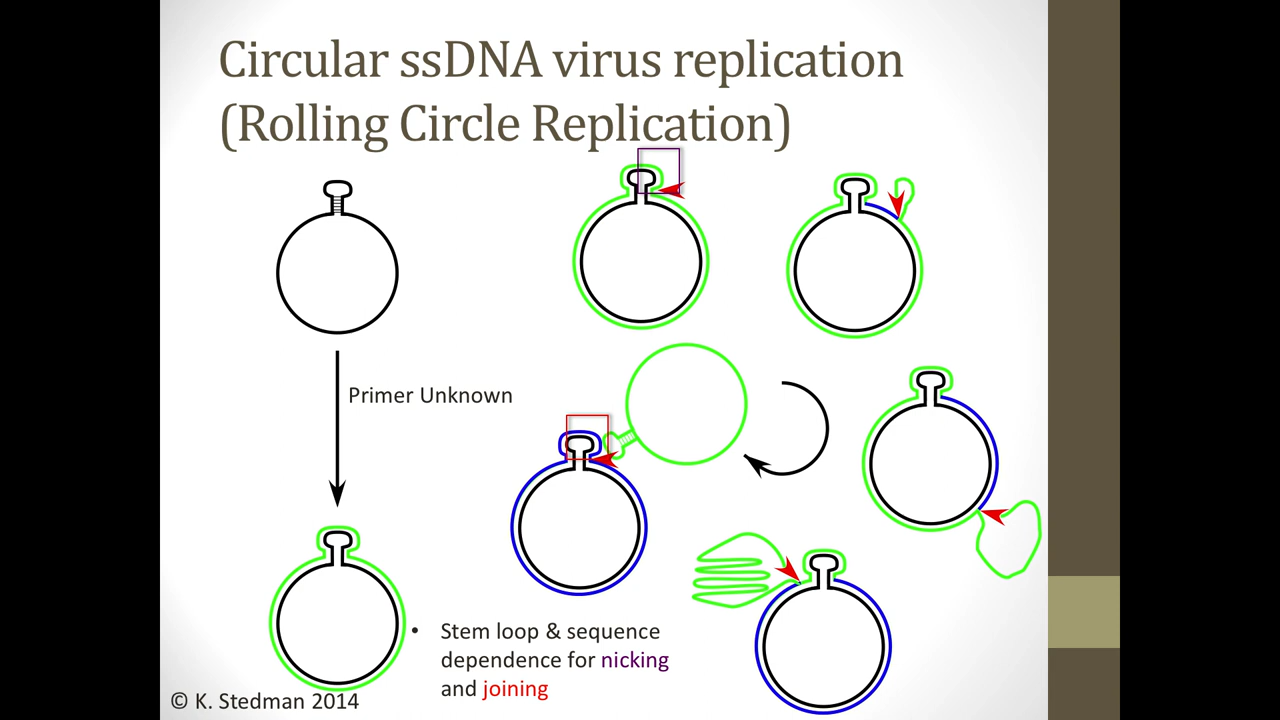 Circular ssDNA virus replication
(Rolling Circle Replication)
Primer Unknown
• Stem loop & sequence
dependence for nicking
and joining
© K. Stedman 2014